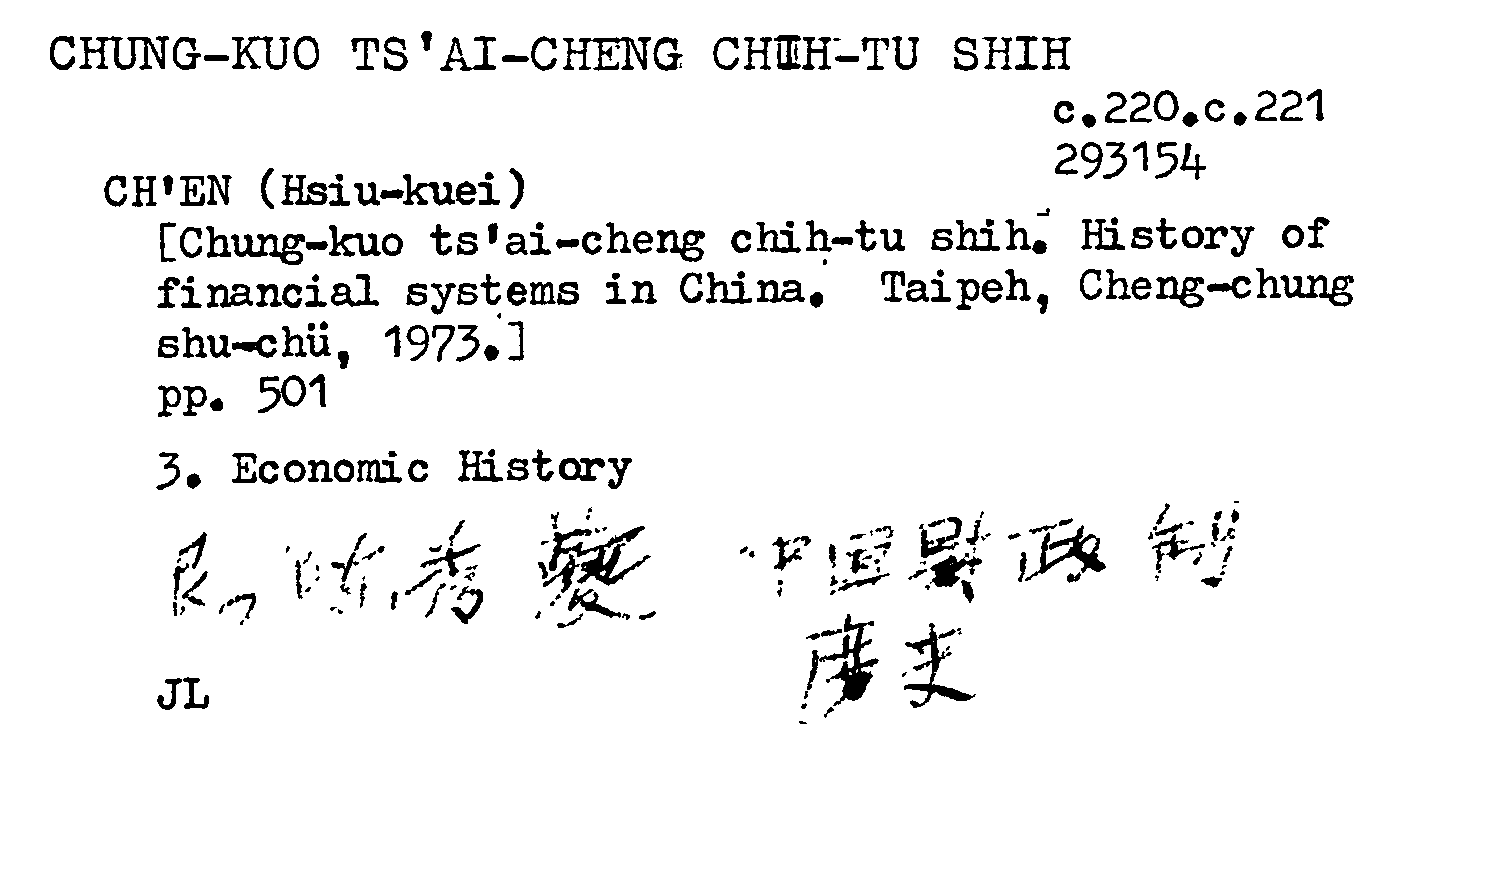 CHUNG-KUO TS'AI-CHENG CHIH-TU SHIH
c.220.c.221
293154
CH'EN (Hsiu-kuei)
[Chung-kuo ts'ai-cheng chih-tu shih. History of
financial systems in China. Taipeh, Cheng-chung
shu-chü, 1973.]
pp. 501
3. Economic History
陳秀夔 中國財政制
度史
JL